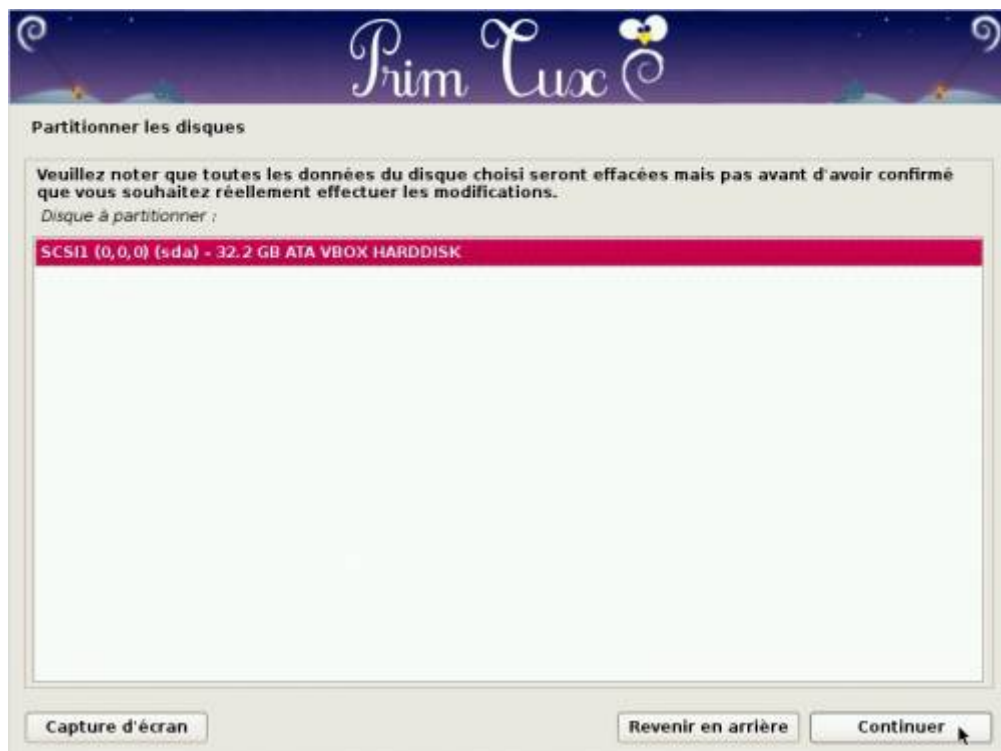 Prim Tux
Partitionner les disques
Veuillez noter que toutes les données du disque choisi seront effacées mais pas avant d'avoir confirmé
que vous souhaitez réellement effectuer les modifications.
Disque à partitionner :
SCSI1 (0,0,0) (sda) - 32.2 GB ATA VBOX HARDDISK
Capture d'écran
Revenir en arrière
Continuer